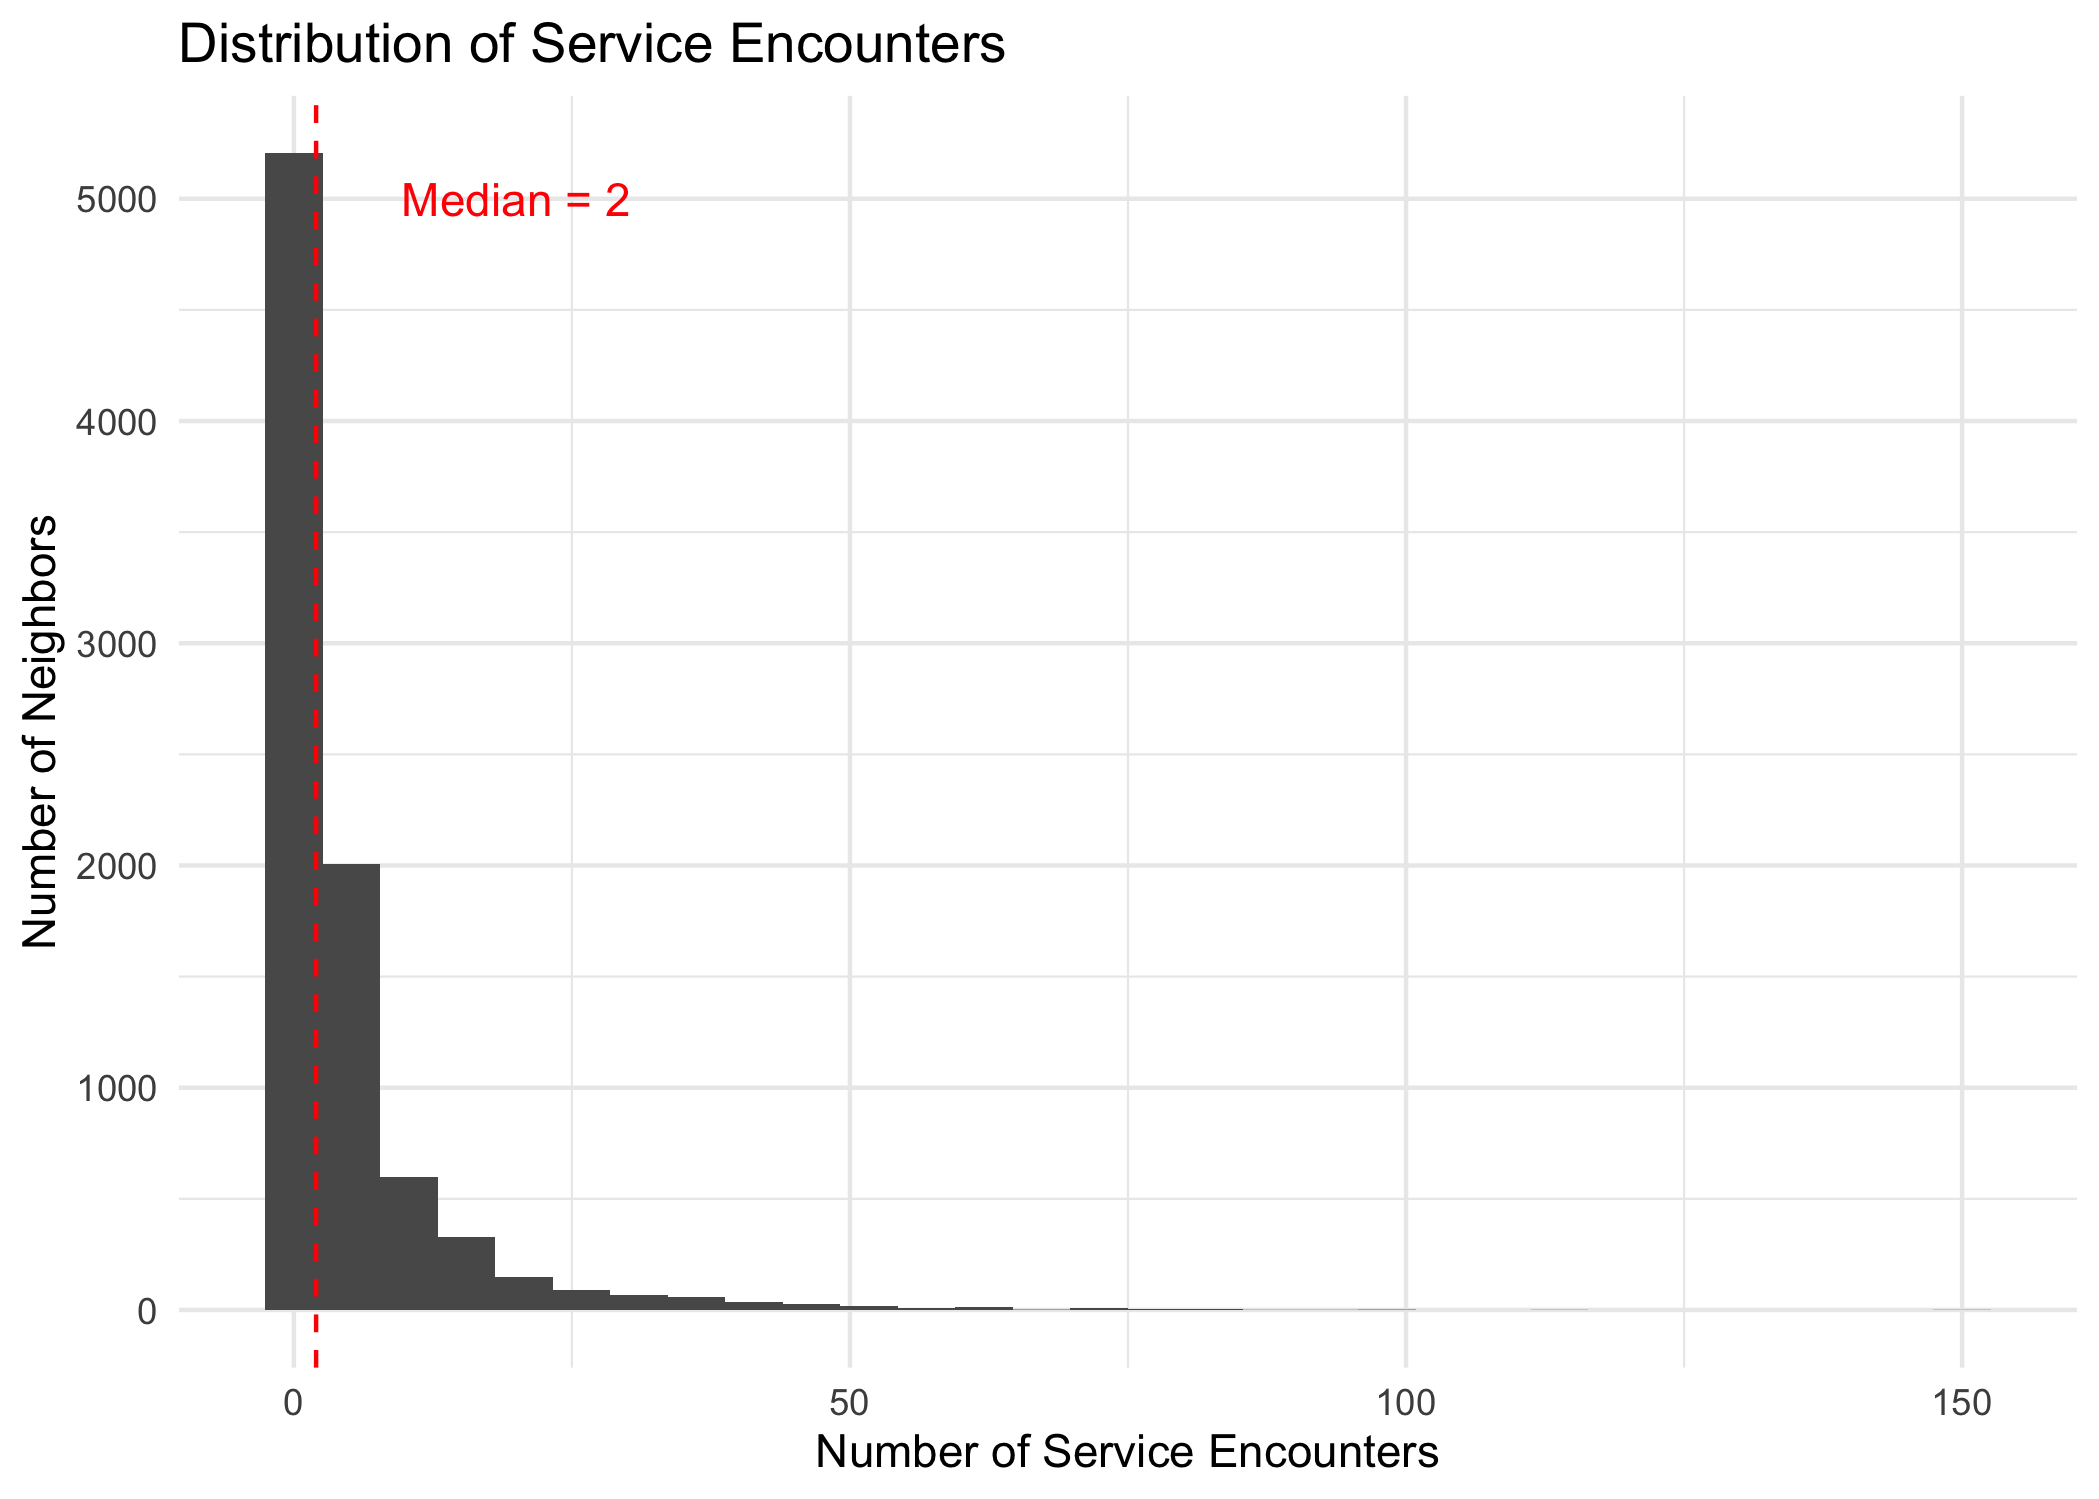 Distribution of Service Encounters
Median = 2
Number of Neighbors
5000
4000
3000
2000
1000
0
0 50 100 150
Number of Service Encounters